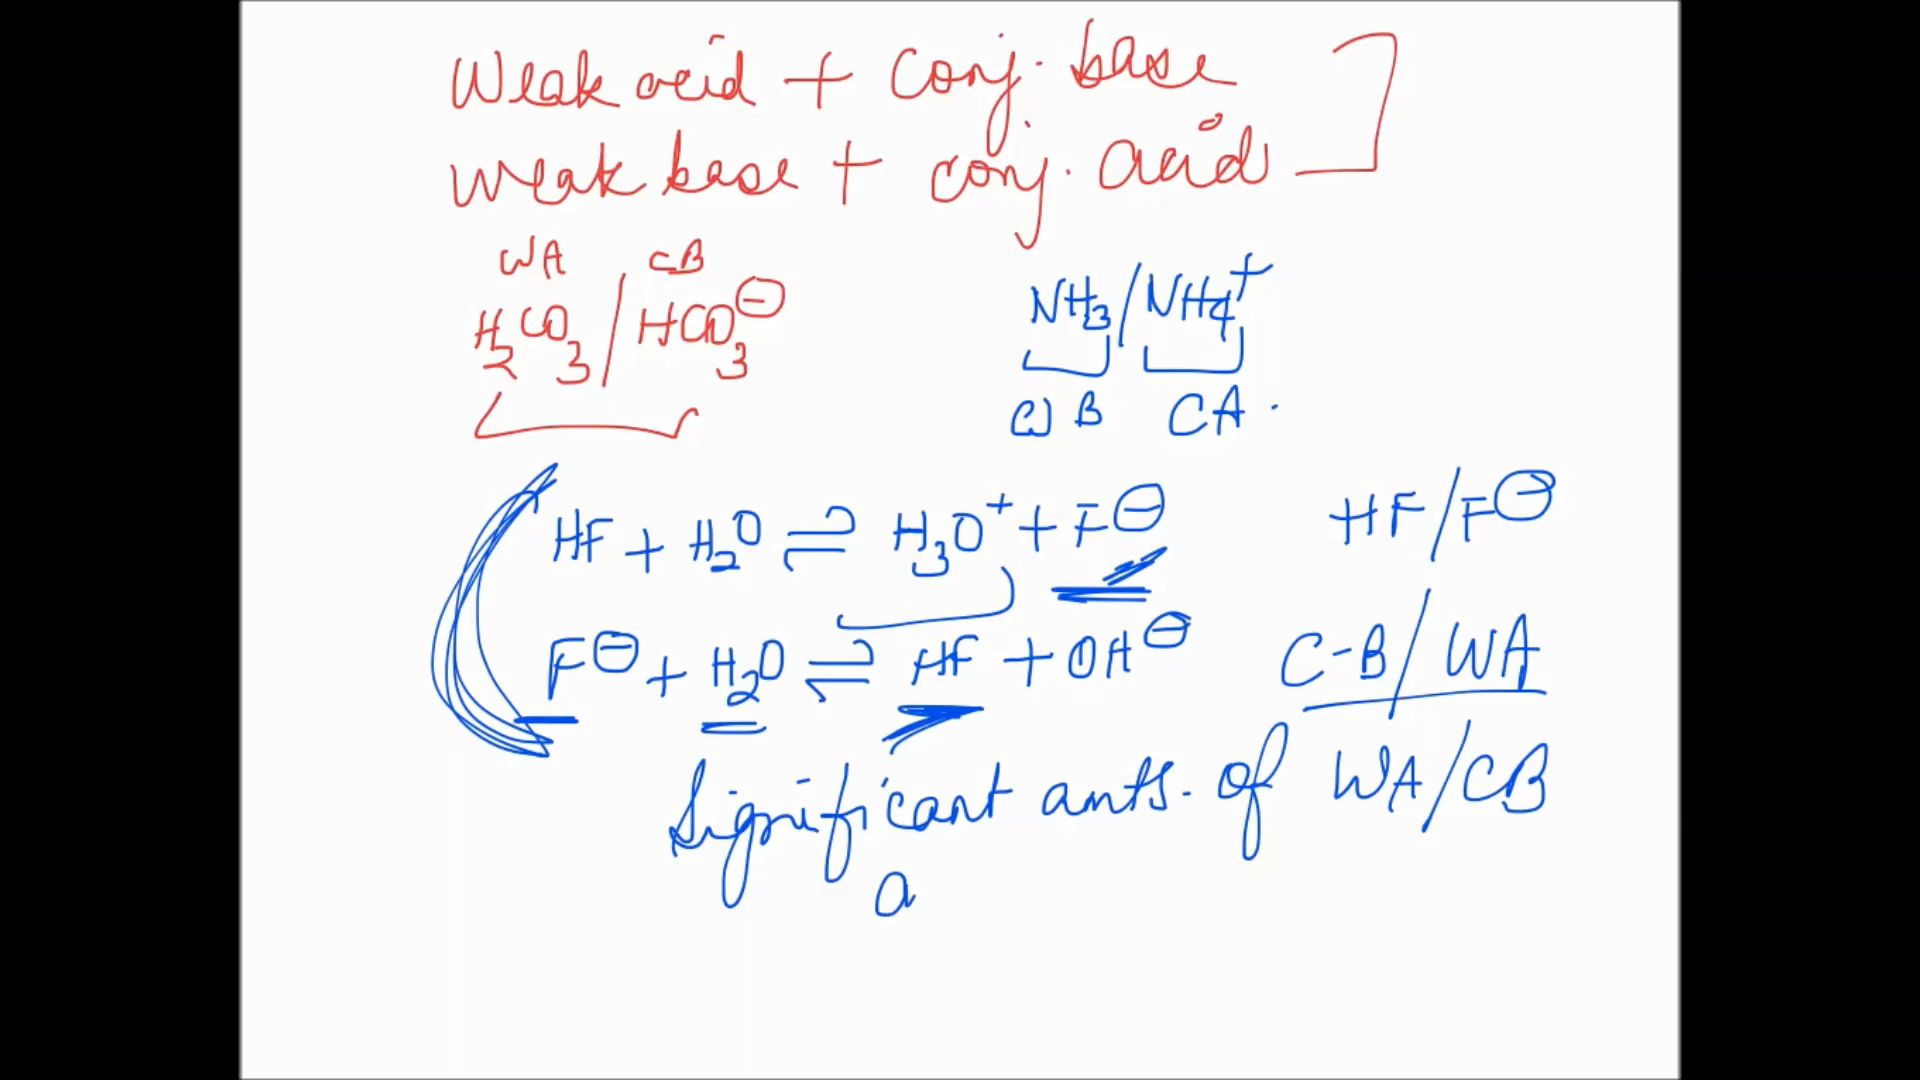 Weak acid + Conj. base
Weak base + conj. acid
WA CB
H₂CO₃ / HCO₃⊖
NH₃ / NH₄⁺
WB CA.
HF + H₂O ⇌ H₃O⁺ + F⊖
HF / F⊖
F⊖ + H₂O ⇌ HF + OH⊖
C-B / WA
Significant amts. of WA / CB
a